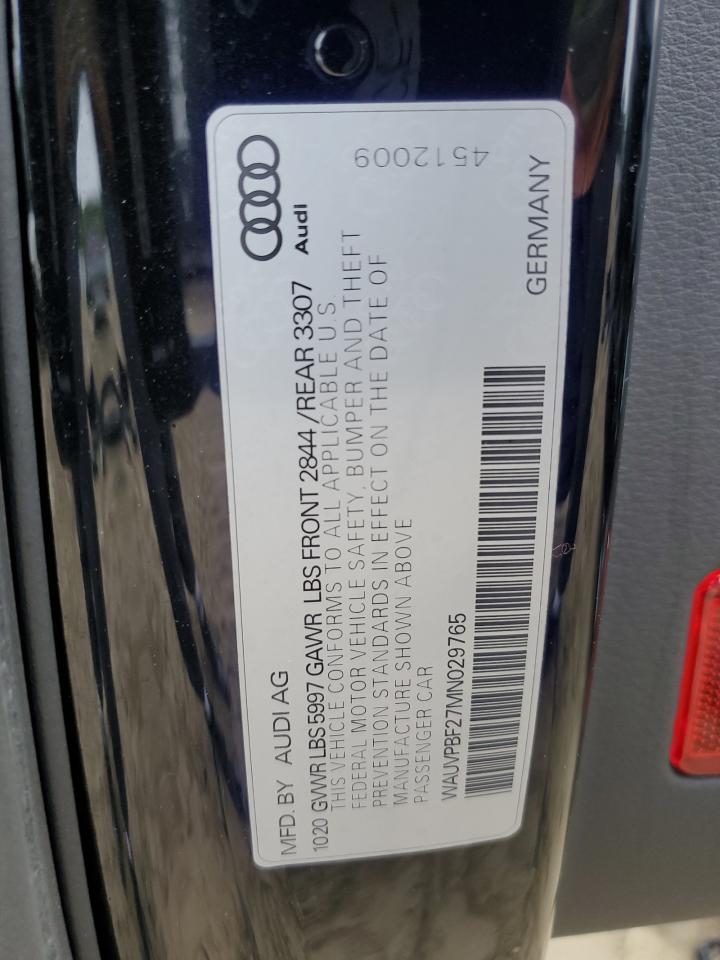 MFD. BY AUDI AG
1020 GVWR LBS 5997 GAWR LBS FRONT 2844 / REAR 3307
THIS VEHICLE CONFORMS TO ALL APPLICABLE U.S
FEDERAL MOTOR VEHICLE SAFETY, BUMPER AND THEFT
PREVENTION STANDARDS IN EFFECT ON THE DATE OF
MANUFACTURE SHOWN ABOVE
PASSENGER CAR
WAUVPBF27MN029765
Audi
4512009
GERMANY